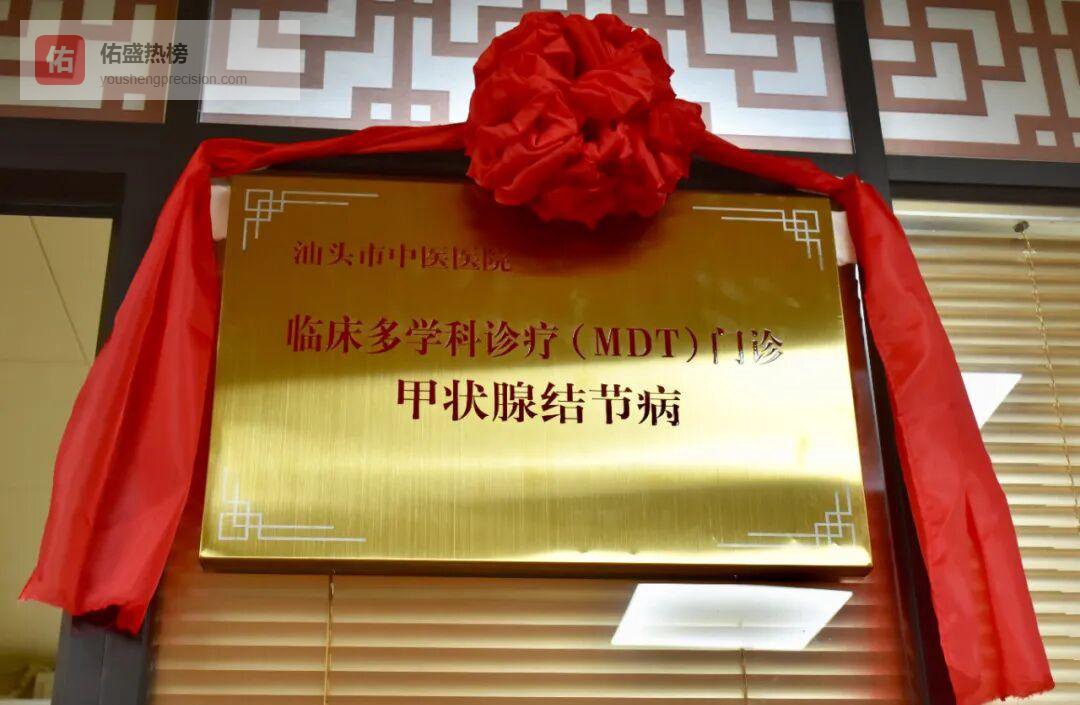 佑
佑盛热榜
youshengprecision.com
汕头市中医医院
临床多学科诊疗(MDT)门诊
甲状腺结节病